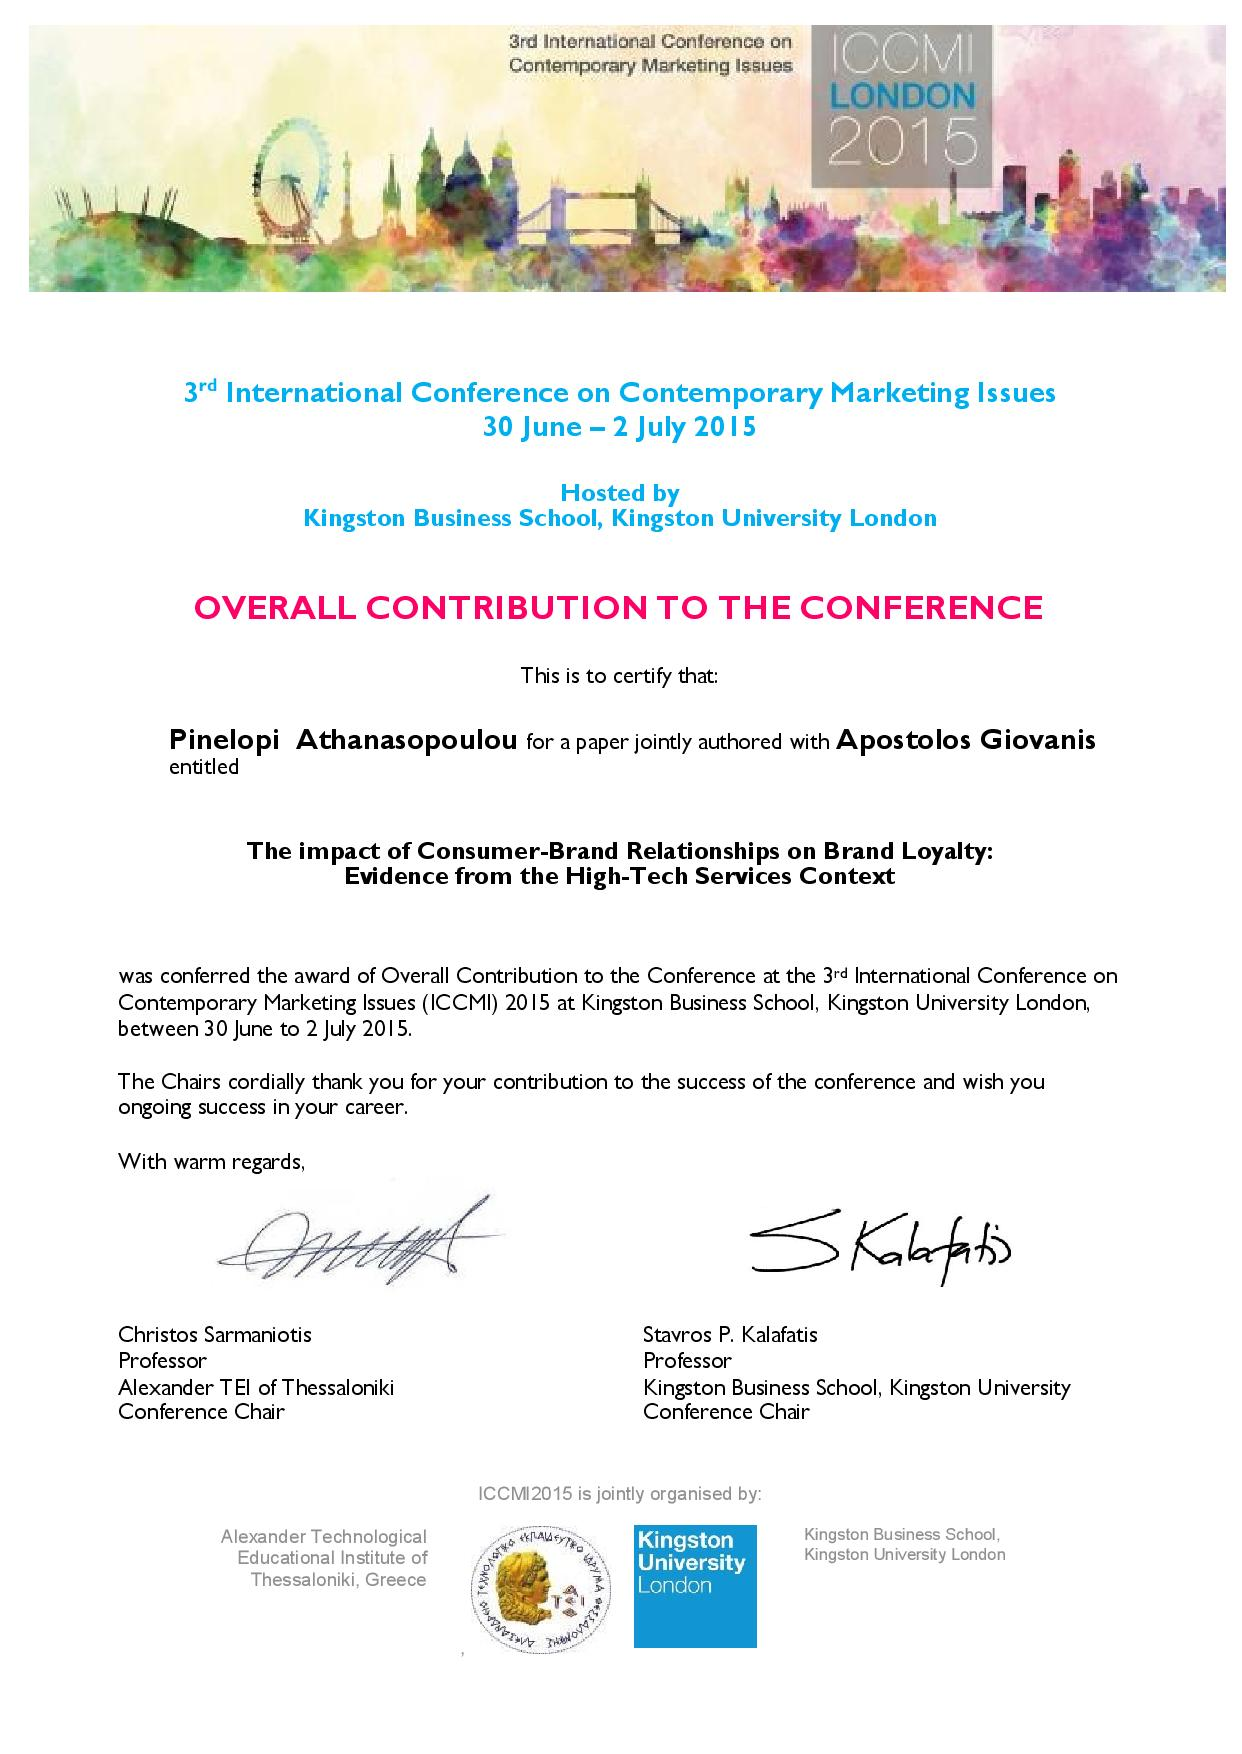 3rd International Conference on
Contemporary Marketing Issues
ICCMI
LONDON
2015
3rd International Conference on Contemporary Marketing Issues
30 June – 2 July 2015
Hosted by
Kingston Business School, Kingston University London
OVERALL CONTRIBUTION TO THE CONFERENCE
This is to certify that:
Pinelopi Athanasopoulou for a paper jointly authored with Apostolos Giovanis
entitled
The impact of Consumer-Brand Relationships on Brand Loyalty:
Evidence from the High-Tech Services Context
was conferred the award of Overall Contribution to the Conference at the 3rd International Conference on
Contemporary Marketing Issues (ICCMI) 2015 at Kingston Business School, Kingston University London,
between 30 June to 2 July 2015.
The Chairs cordially thank you for your contribution to the success of the conference and wish you
ongoing success in your career.
With warm regards,
S Kalafatis
Christos Sarmaniotis
Professor
Alexander TEI of Thessaloniki
Conference Chair
Stavros P. Kalafatis
Professor
Kingston Business School, Kingston University
Conference Chair
ICCMI2015 is jointly organised by:
Alexander Technological
Educational Institute of
Thessaloniki, Greece
,
ΑΛΕΞΑΝΔΡΕΙΟ ΤΕΧΝΟΛΟΓΙΚΟ ΕΚΠΑΙΔΕΥΤΙΚΟ ΙΔΡΥΜΑ ΘΕΣΣΑΛΟΝΙΚΗΣ
Kingston
University
London
Kingston Business School,
Kingston University London